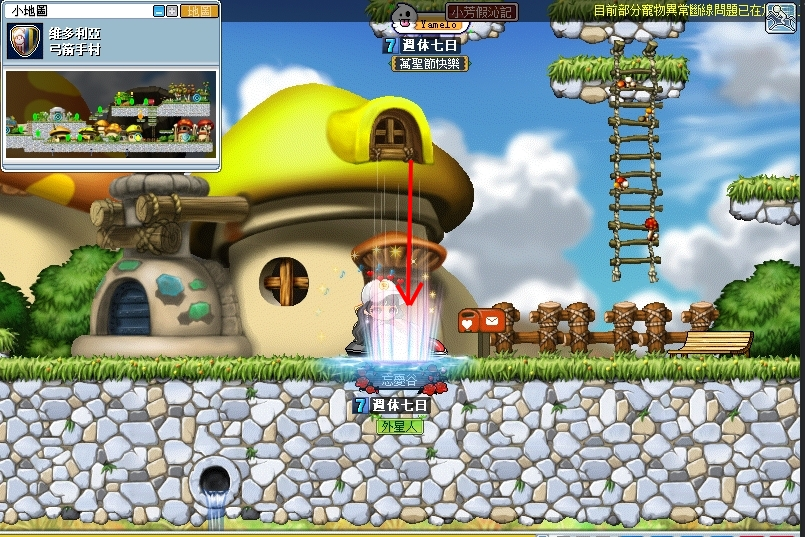 小地圖
地圖
維多利亞
弓箭手村
Yamelo
小芳假沁記
目前部分寵物異常斷線問題已在
7 週休七日
萬聖節快樂
忘憂谷
7 週休七日
外星人